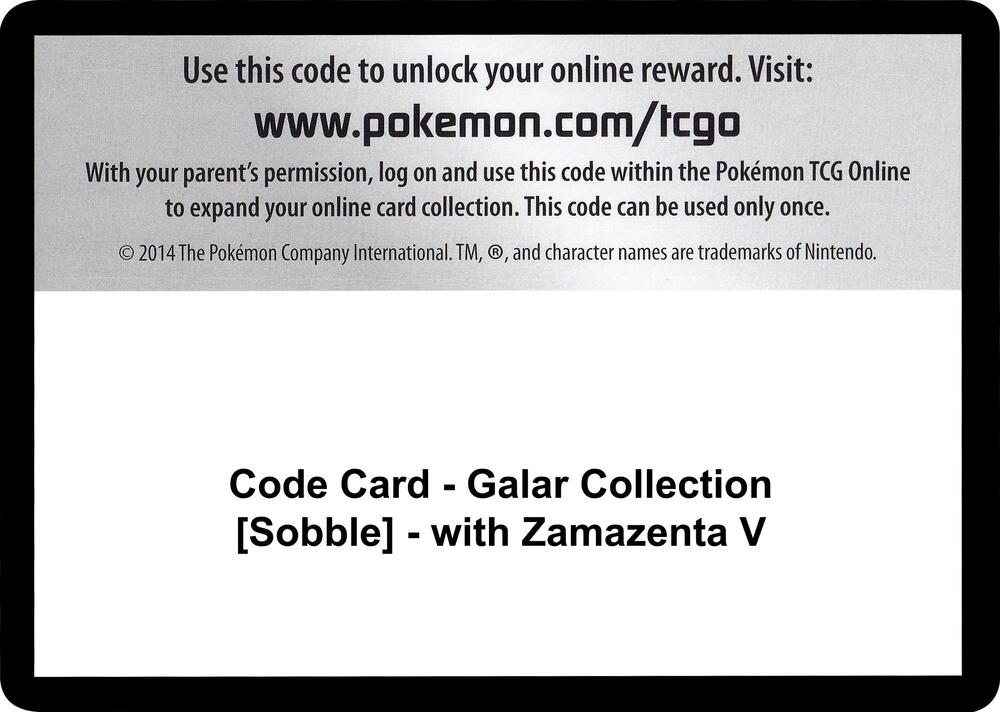 Use this code to unlock your online reward. Visit:
www.pokemon.com/tcgo
With your parent's permission, log on and use this code within the Pokémon TCG Online
to expand your online card collection. This code can be used only once.
© 2014 The Pokémon Company International. TM, ®, and character names are trademarks of Nintendo.
Code Card - Galar Collection
[Sobble] - with Zamazenta V